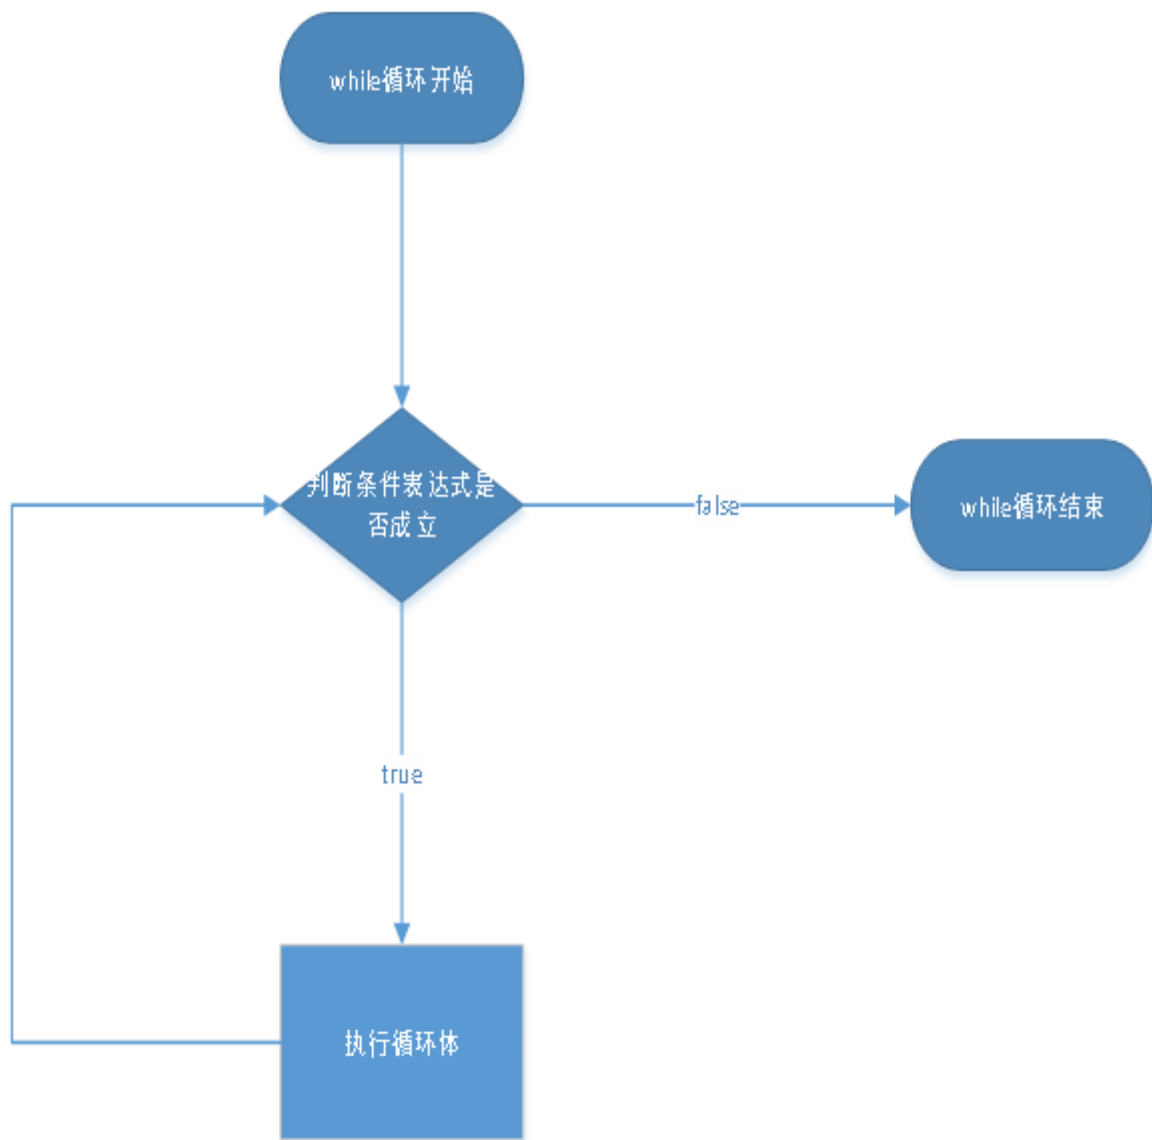 while循环开始
判断条件表达式是
否成立
false
while循环结束
true
执行循环体